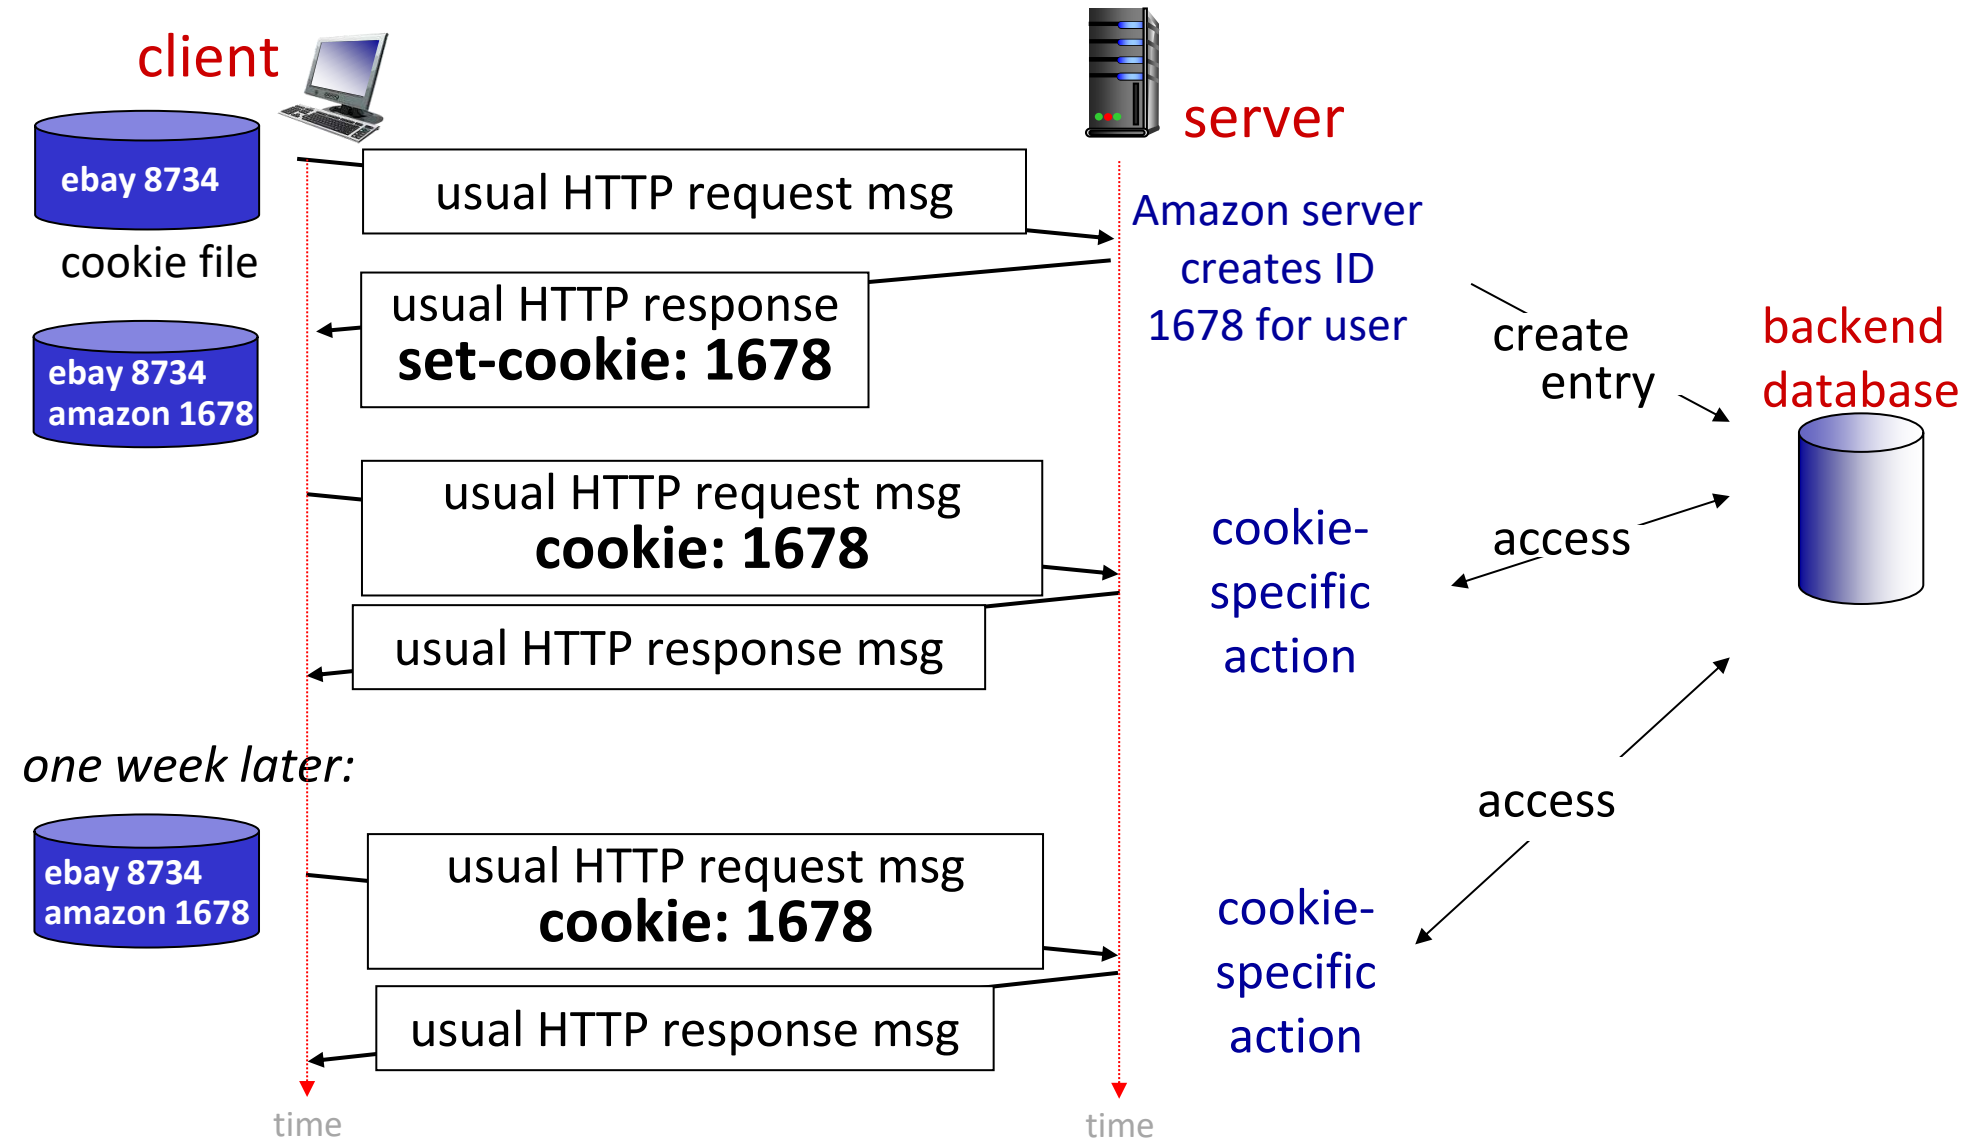 client
server
ebay 8734
cookie file
usual HTTP request msg
Amazon server
creates ID
1678 for user
usual HTTP response
set-cookie: 1678
create
entry
backend
database
ebay 8734
amazon 1678
usual HTTP request msg
cookie: 1678
cookie-
specific
action
access
usual HTTP response msg
one week later:
access
ebay 8734
amazon 1678
usual HTTP request msg
cookie: 1678
cookie-
specific
action
usual HTTP response msg
time
time